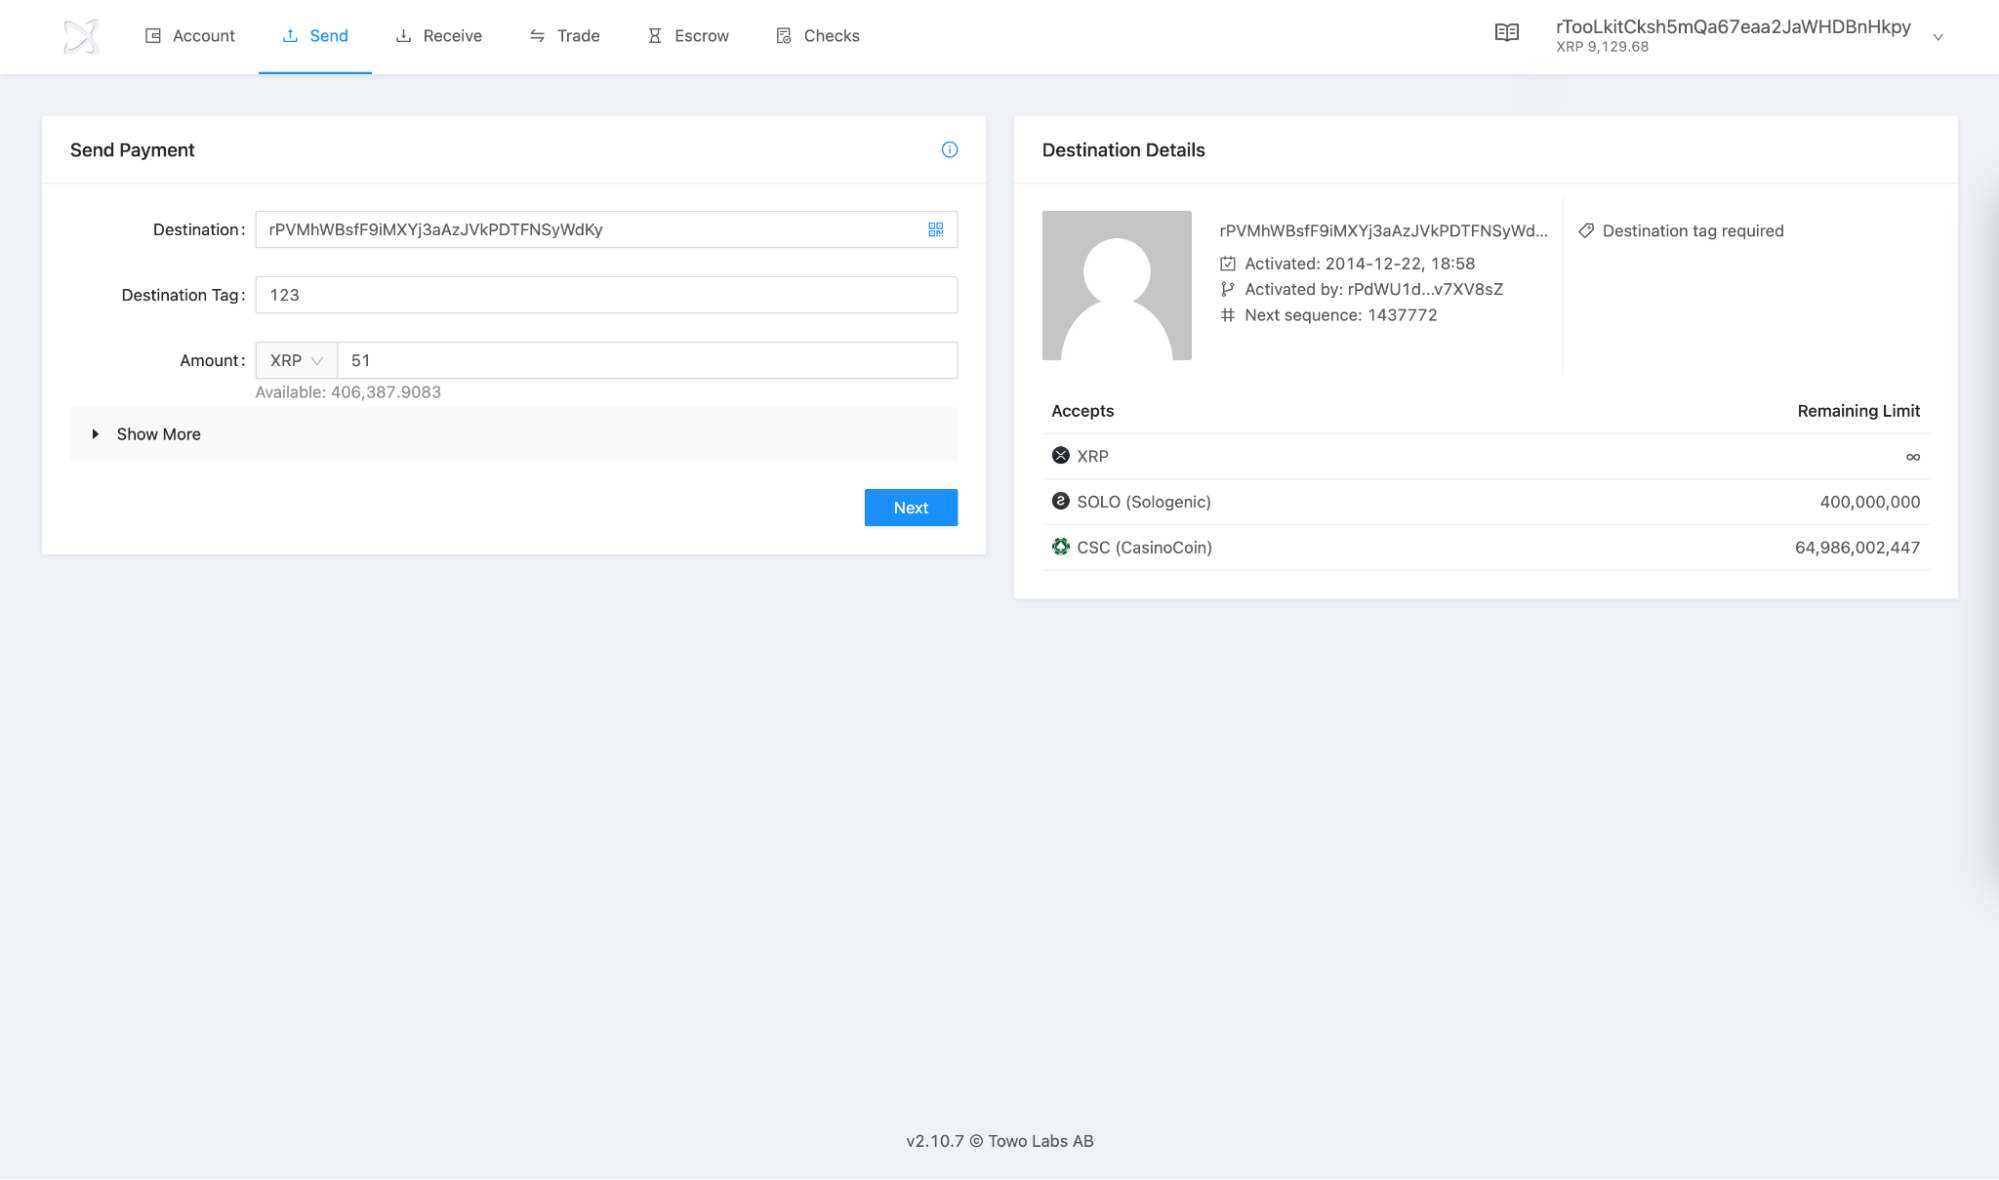 Account
Send
Receive
Trade
Escrow
Checks
rTooLkitCksh5mQa67eaa2JaWHDBnHkpy
XRP 9,129.68
Send Payment
Destination: rPVMhWBsfF9iMXYj3aAzJVkPDTFNSyWdKy
Destination Tag: 123
Amount: XRP 51
Available: 406,387.9083
Show More
Next
Destination Details
rPVMhWBsfF9iMXYj3aAzJVkPDTFNSyWd...
Activated: 2014-12-22, 18:58
Activated by: rPdWU1d...v7XV8sZ
Next sequence: 1437772
Destination tag required
Accepts Remaining Limit
XRP ∞
SOLO (Sologenic) 400,000,000
CSC (CasinoCoin) 64,986,002,447
v2.10.7 © Towo Labs AB